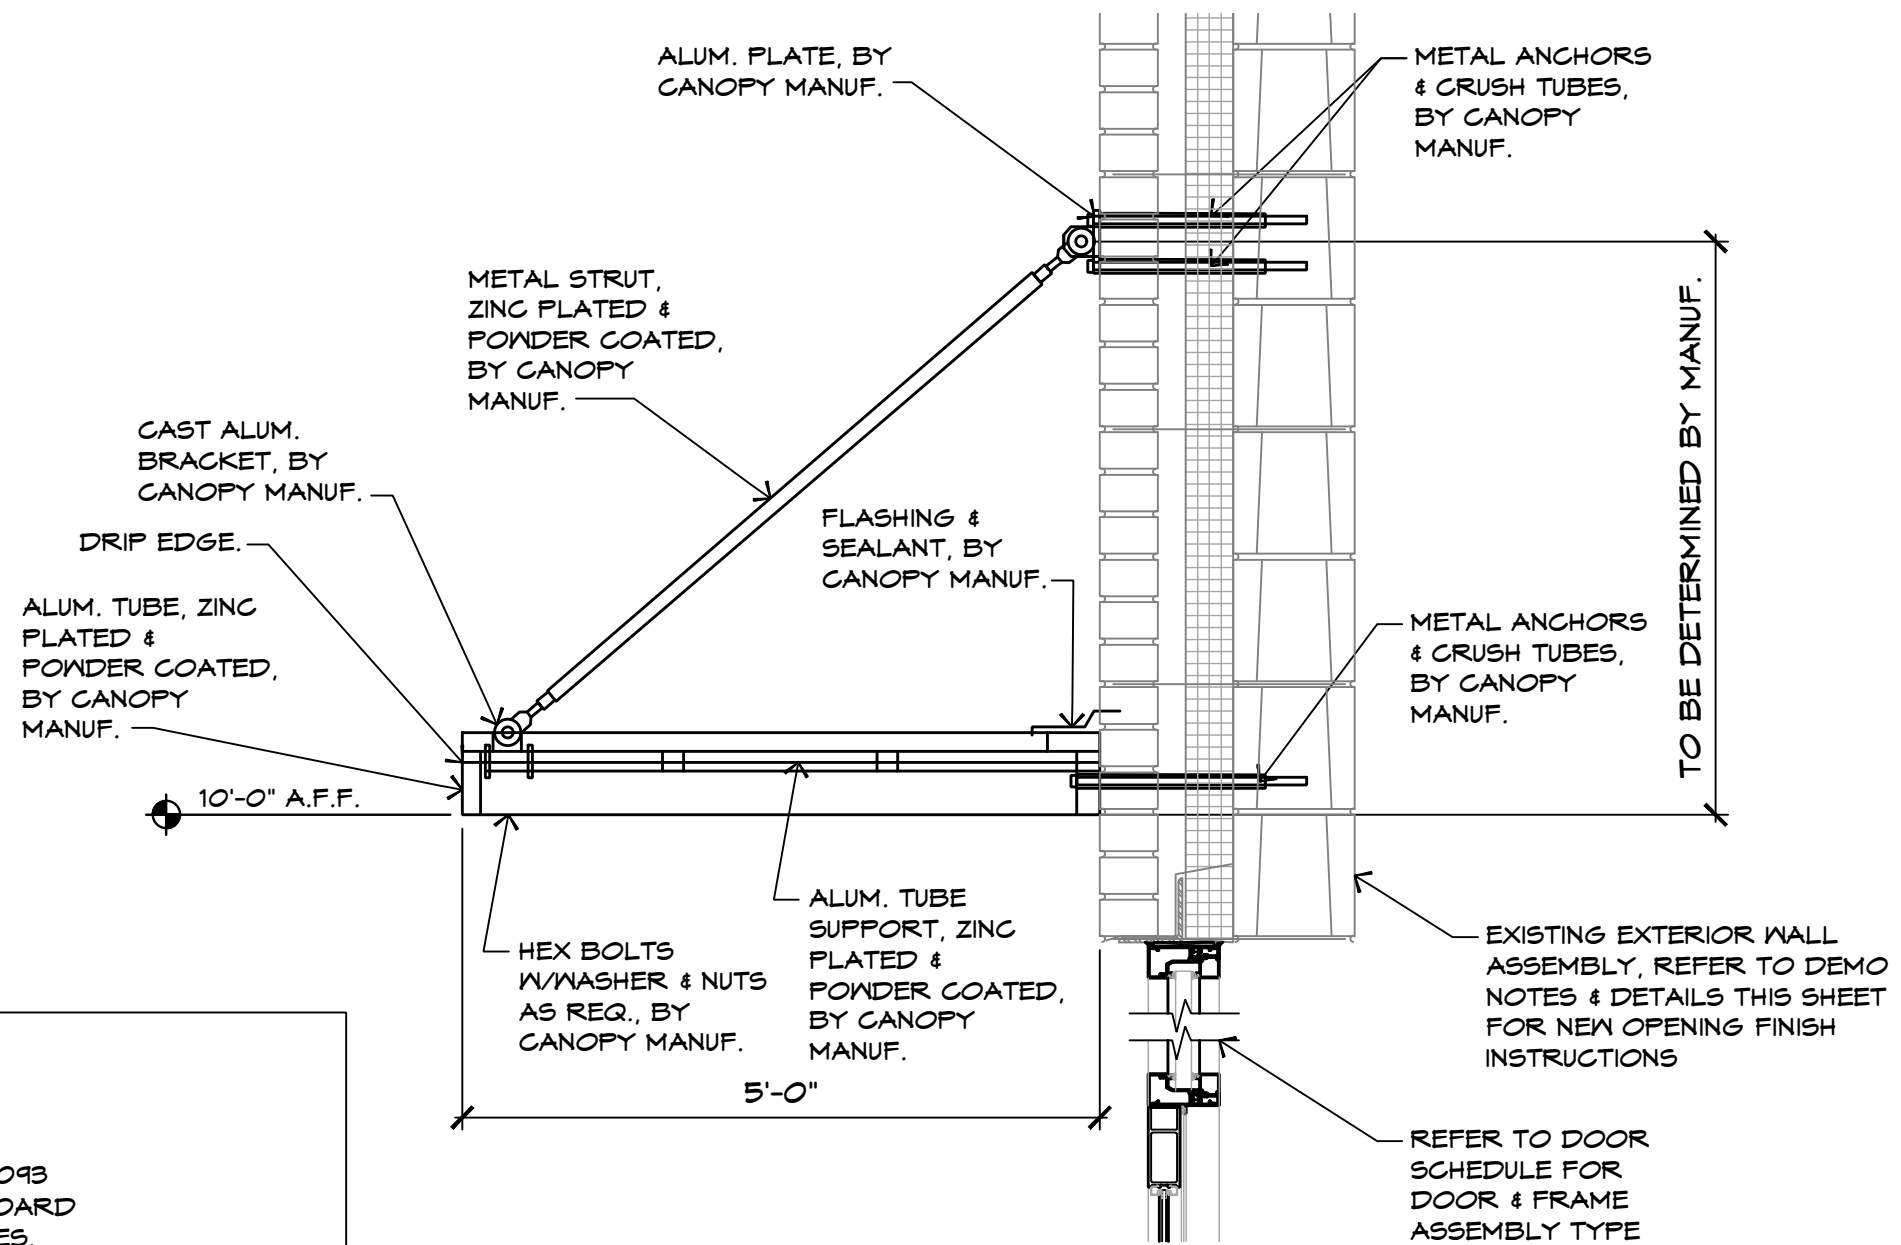 ALUM. PLATE, BY
CANOPY MANUF.
METAL ANCHORS
& CRUSH TUBES,
BY CANOPY
MANUF.
METAL STRUT,
ZINC PLATED &
POWDER COATED,
BY CANOPY
MANUF.
CAST ALUM.
BRACKET, BY
CANOPY MANUF.
DRIP EDGE.
ALUM. TUBE, ZINC
PLATED &
POWDER COATED,
BY CANOPY
MANUF.
FLASHING &
SEALANT, BY
CANOPY MANUF.
METAL ANCHORS
& CRUSH TUBES,
BY CANOPY
MANUF.
TO BE DETERMINED BY MANUF.
10'-0" A.F.F.
HEX BOLTS
W/WASHER & NUTS
AS REQ., BY
CANOPY MANUF.
ALUM. TUBE
SUPPORT, ZINC
PLATED &
POWDER COATED,
BY CANOPY
MANUF.
5'-0"
EXISTING EXTERIOR WALL
ASSEMBLY, REFER TO DEMO
NOTES & DETAILS THIS SHEET
FOR NEW OPENING FINISH
INSTRUCTIONS
REFER TO DOOR
SCHEDULE FOR
DOOR & FRAME
ASSEMBLY TYPE
093